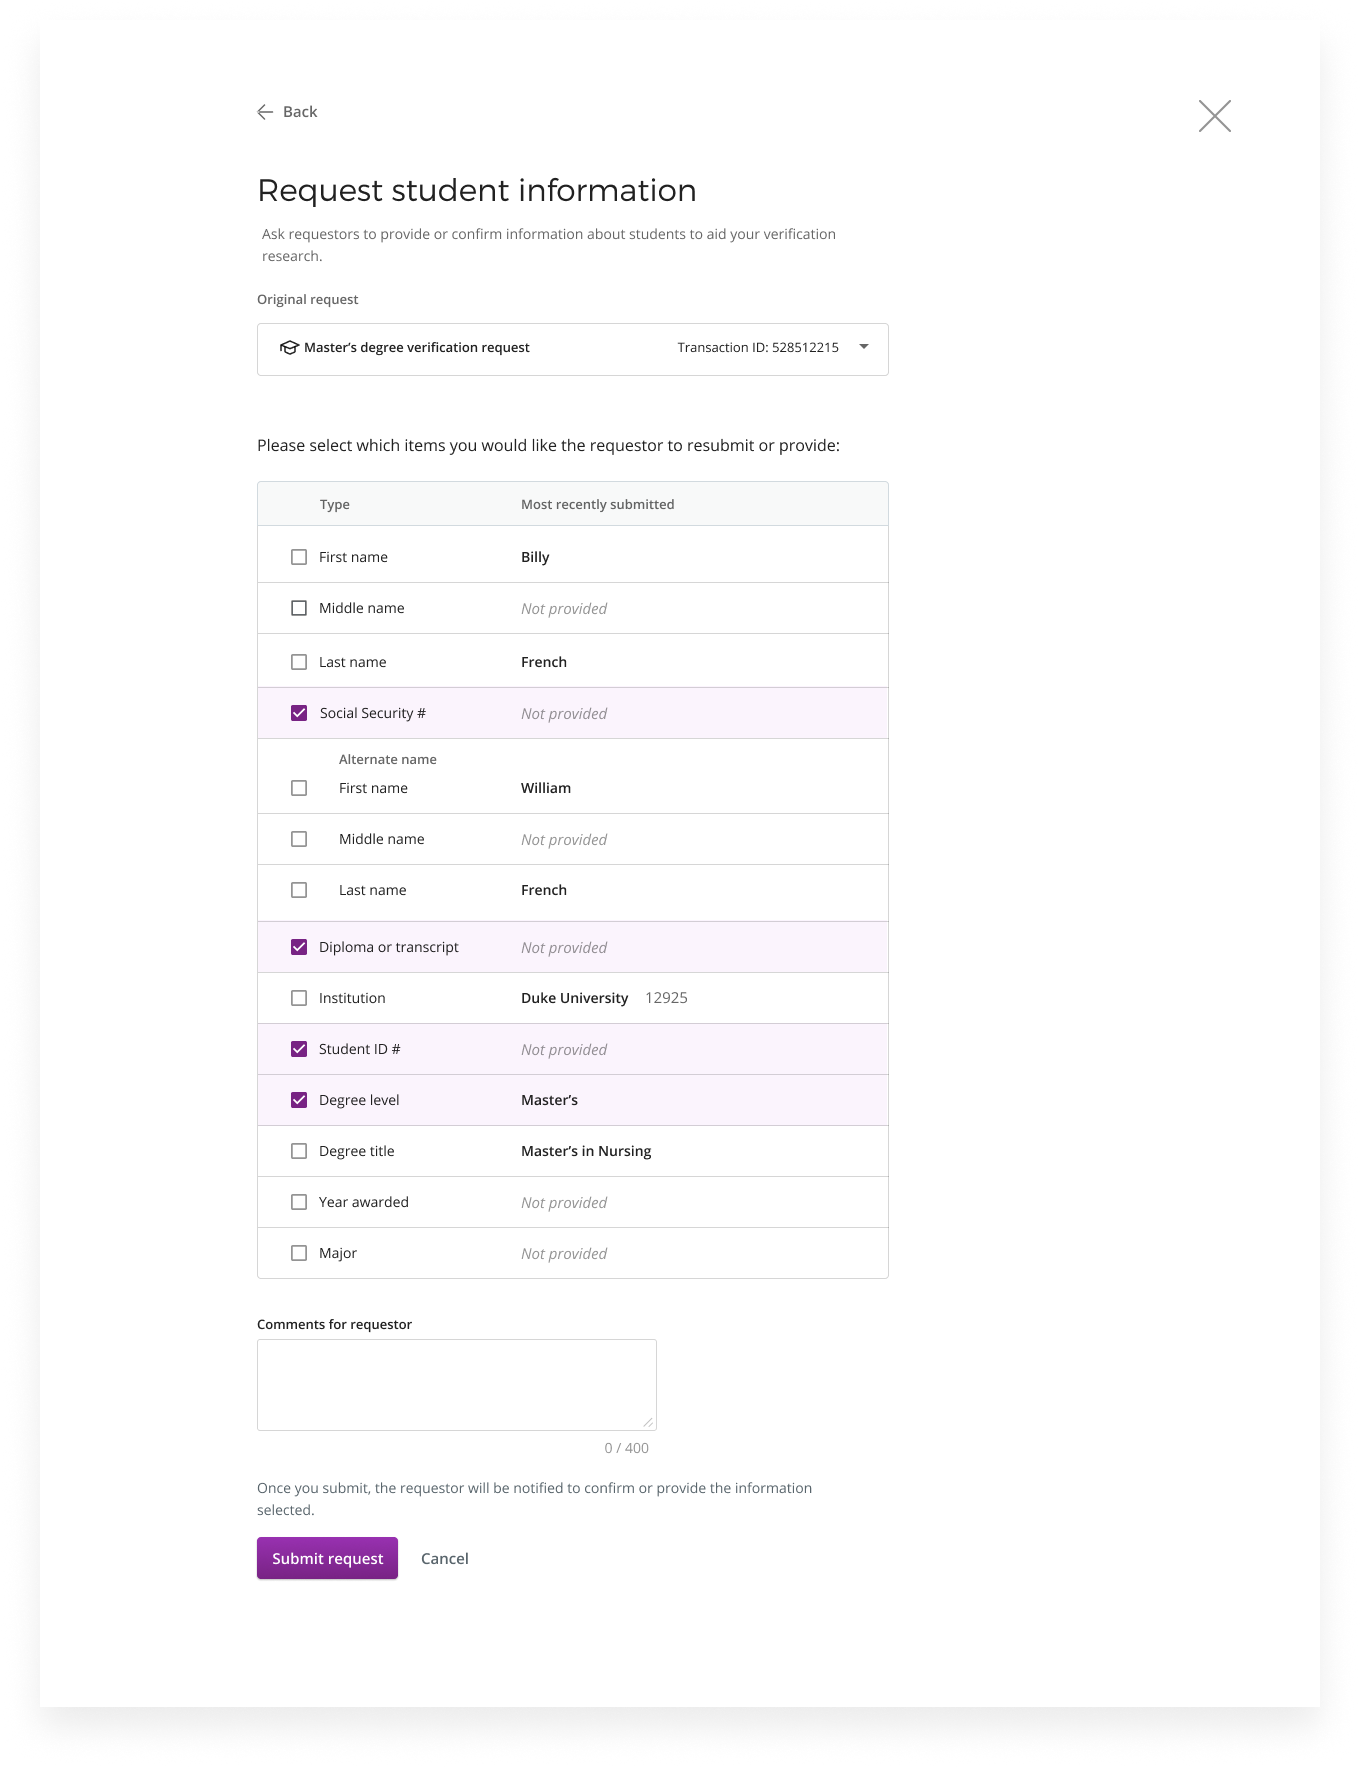 Back
Request student information
Ask requestors to provide or confirm information about students to aid your verification
research.
Original request
Master's degree verification request Transaction ID: 528512215
Please select which items you would like the requestor to resubmit or provide:
Type Most recently submitted
First name Billy
Middle name Not provided
Last name French
Social Security # Not provided
Alternate name
First name William
Middle name Not provided
Last name French
Diploma or transcript Not provided
Institution Duke University 12925
Student ID # Not provided
Degree level Master's
Degree title Master's in Nursing
Year awarded Not provided
Major Not provided
Comments for requestor
0 / 400
Once you submit, the requestor will be notified to confirm or provide the information
selected.
Submit request Cancel